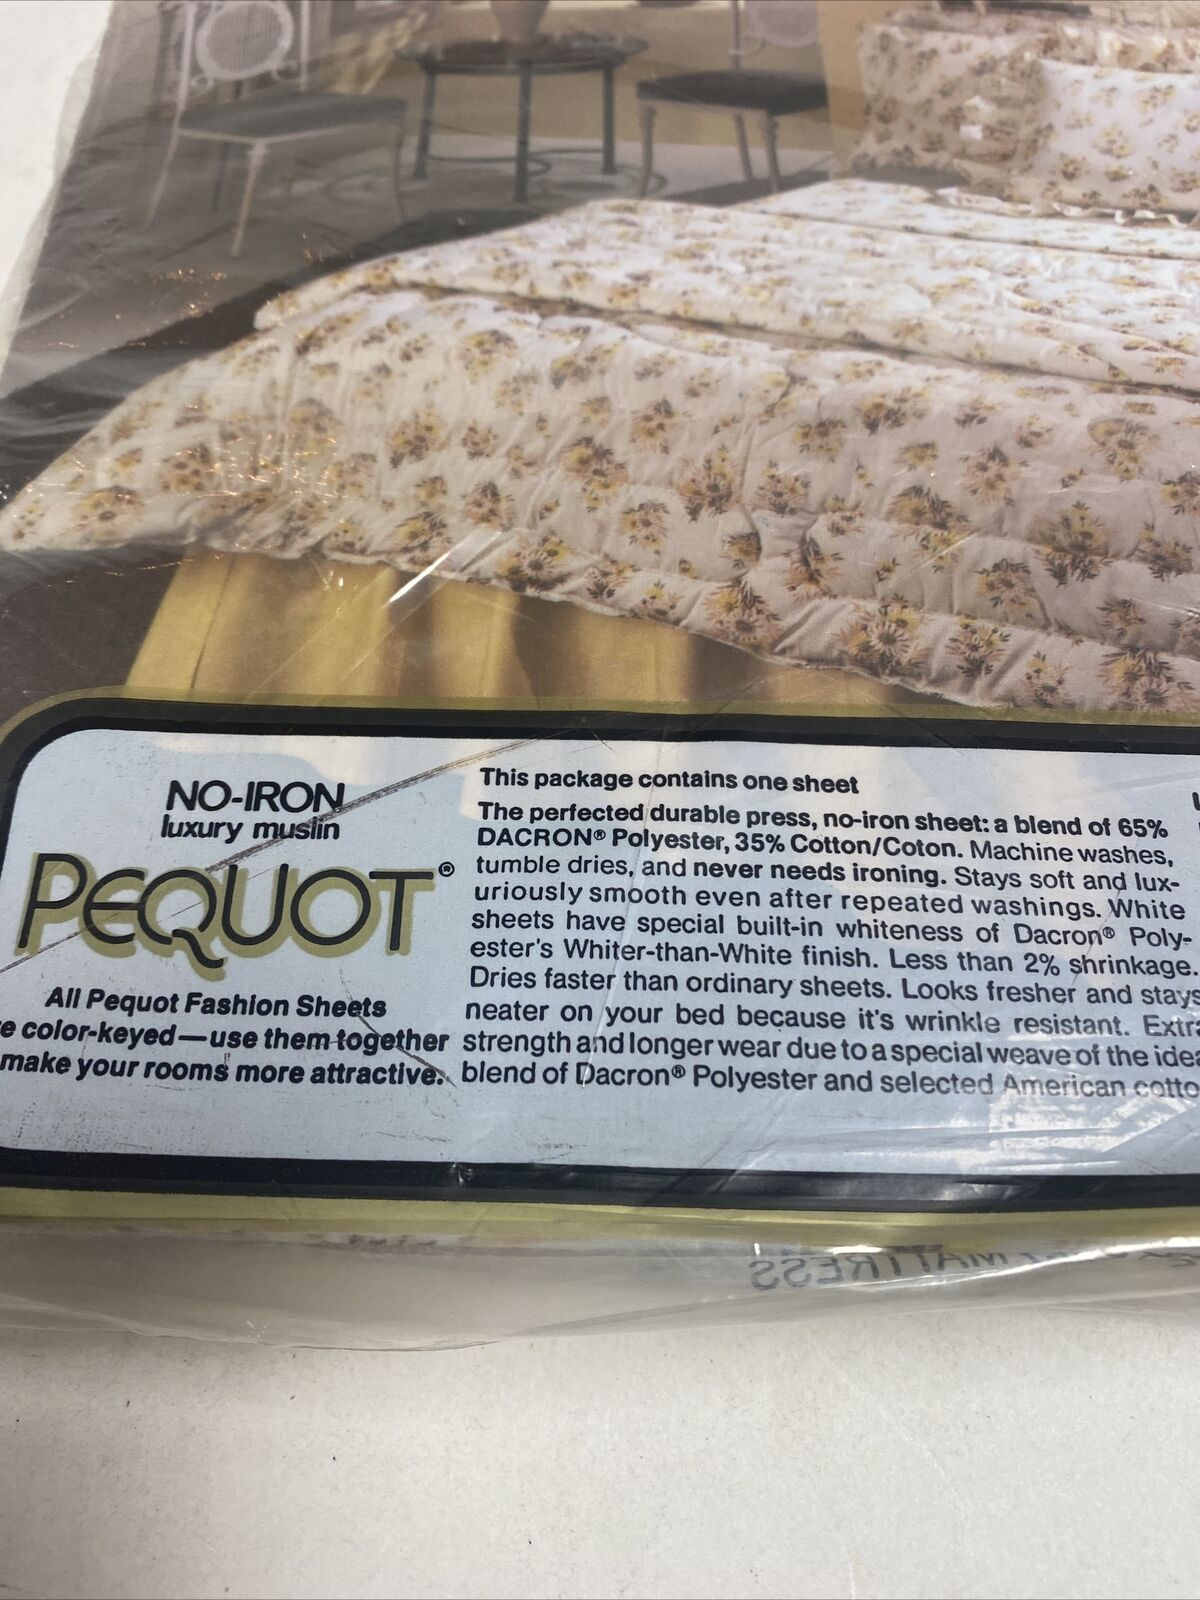 NO-IRON
luxury muslin
PEQUOT®
All Pequot Fashion Sheets
color-keyed—use them together
make your rooms more attractive.
This package contains one sheet
The perfected durable press, no-iron sheet: a blend of 65%
DACRON® Polyester, 35% Cotton/Coton. Machine washes,
tumble dries, and never needs ironing. Stays soft and lux-
uriously smooth even after repeated washings. White
sheets have special built-in whiteness of Dacron® Poly-
ester's Whiter-than-White finish. Less than 2% shrinkage.
Dries faster than ordinary sheets. Looks fresher and stays
neater on your bed because it's wrinkle resistant. Extra
strength and longer wear due to a special weave of the
blend of Dacron® Polyester and selected American
MATTRESS